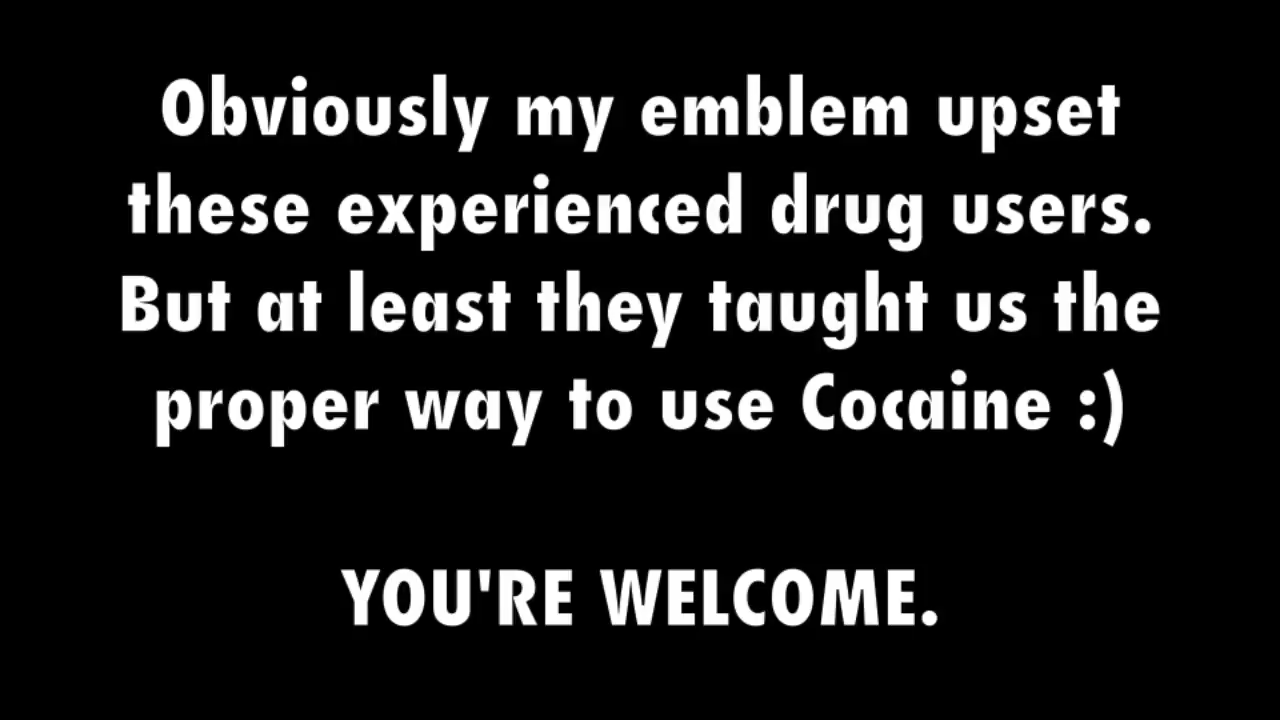 Obviously my emblem upset
these experienced drug users.
But at least they taught us the
proper way to use Cocaine :)
YOU'RE WELCOME.